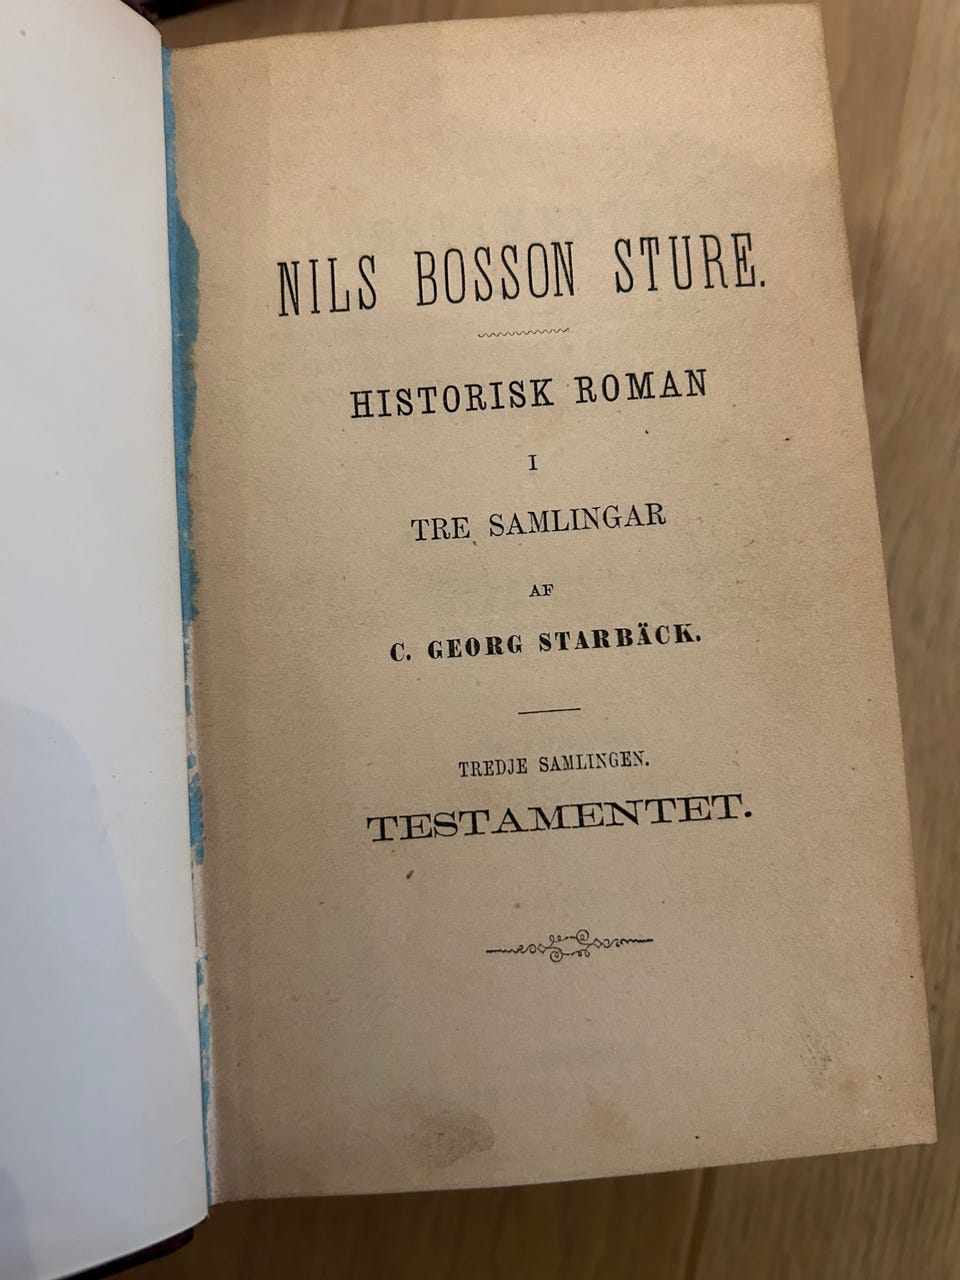 NILS BOSSON STURE.
HISTORISK ROMAN
I
TRE SAMLINGAR
AF
C. GEORG STARBÄCK.
TREDJE SAMLINGEN.
TESTAMENTET.